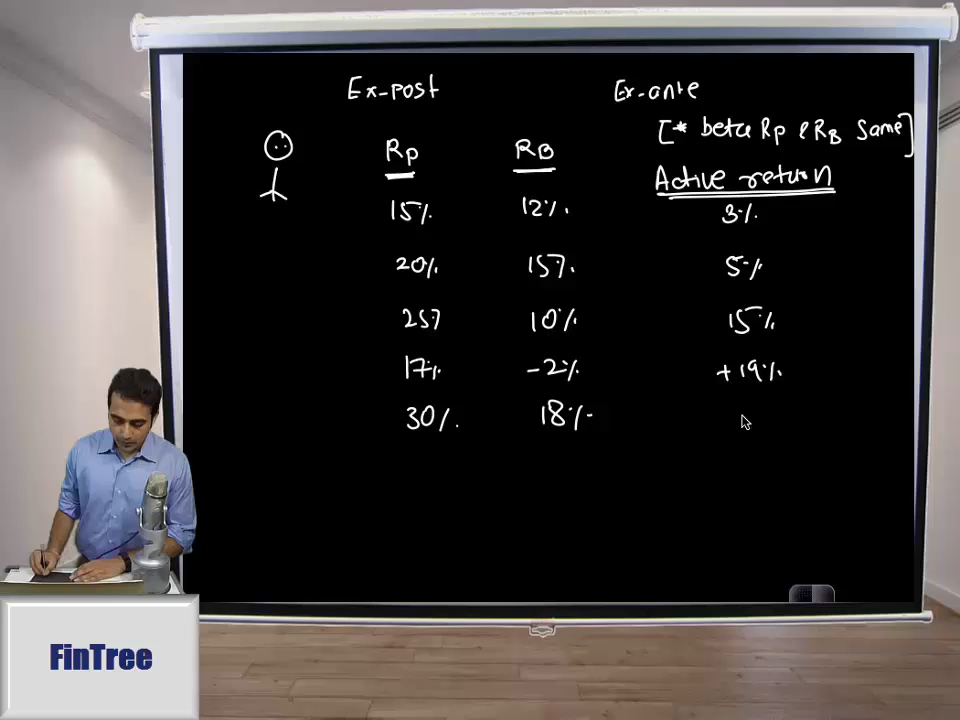 Ex-post Ex-ante
[* beta Rp & RB same]
Rp RB Active return
15% 12% 3%
20% 15% 5%
25% 10% 15%
17% -2% +19%
30% 18%
FinTree